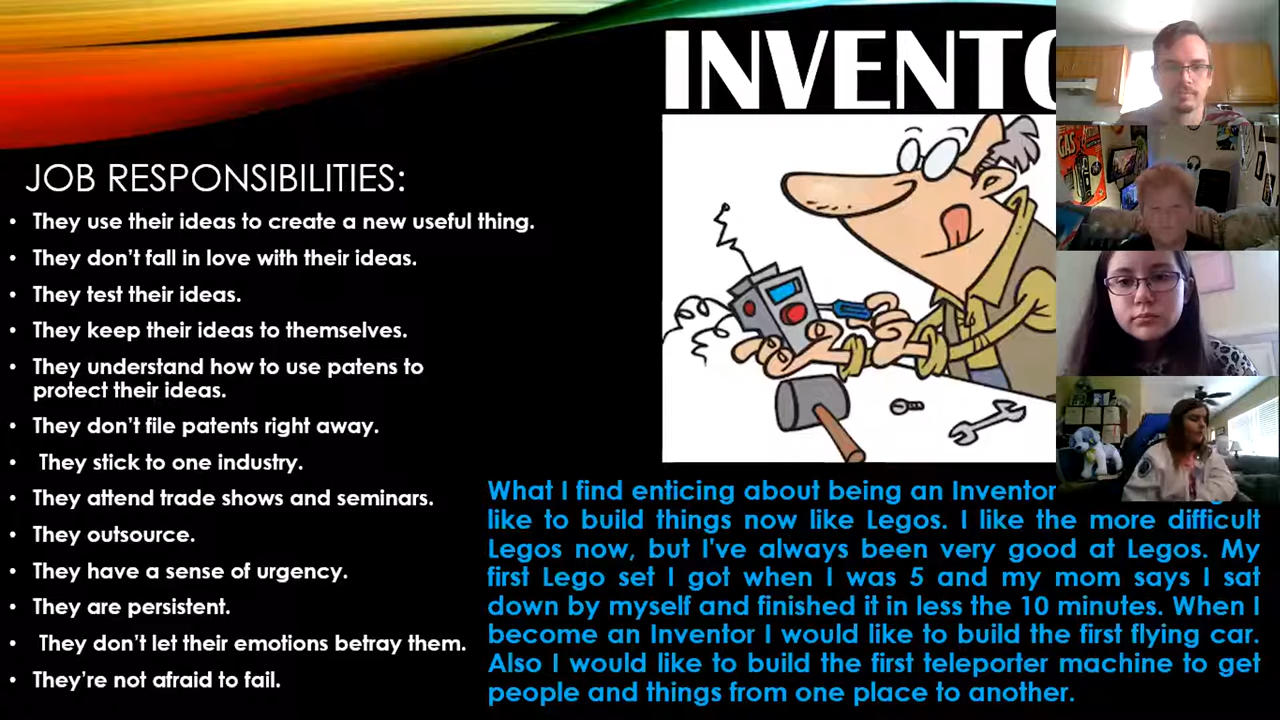 INVENTO
JOB RESPONSIBILITIES:
• They use their ideas to create a new useful thing.
• They don't fall in love with their ideas.
• They test their ideas.
• They keep their ideas to themselves.
• They understand how to use patens to
protect their ideas.
• They don't file patents right away.
• They stick to one industry.
• They attend trade shows and seminars.
• They outsource.
• They have a sense of urgency.
• They are persistent.
• They don't let their emotions betray them.
• They're not afraid to fail.
What I find enticing about being an Inventor
like to build things now like Legos. I like the more difficult
Legos now, but I've always been very good at Legos. My
first Lego set I got when I was 5 and my mom says I sat
down by myself and finished it in less the 10 minutes. When I
become an Inventor I would like to build the first flying car.
Also I would like to build the first teleporter machine to get
people and things from one place to another.
GAS